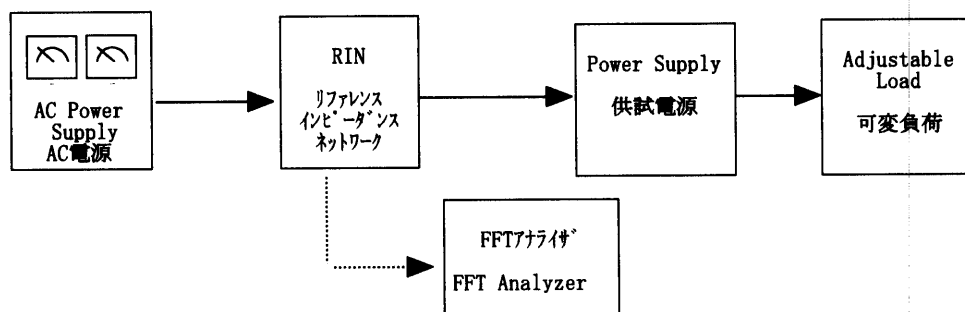 AC Power
Supply
AC電源
RIN
リファレンス
インピーダンス
ネットワーク
Power Supply
供試電源
Adjustable
Load
可変負荷
FFTアナライザ
FFT Analyzer